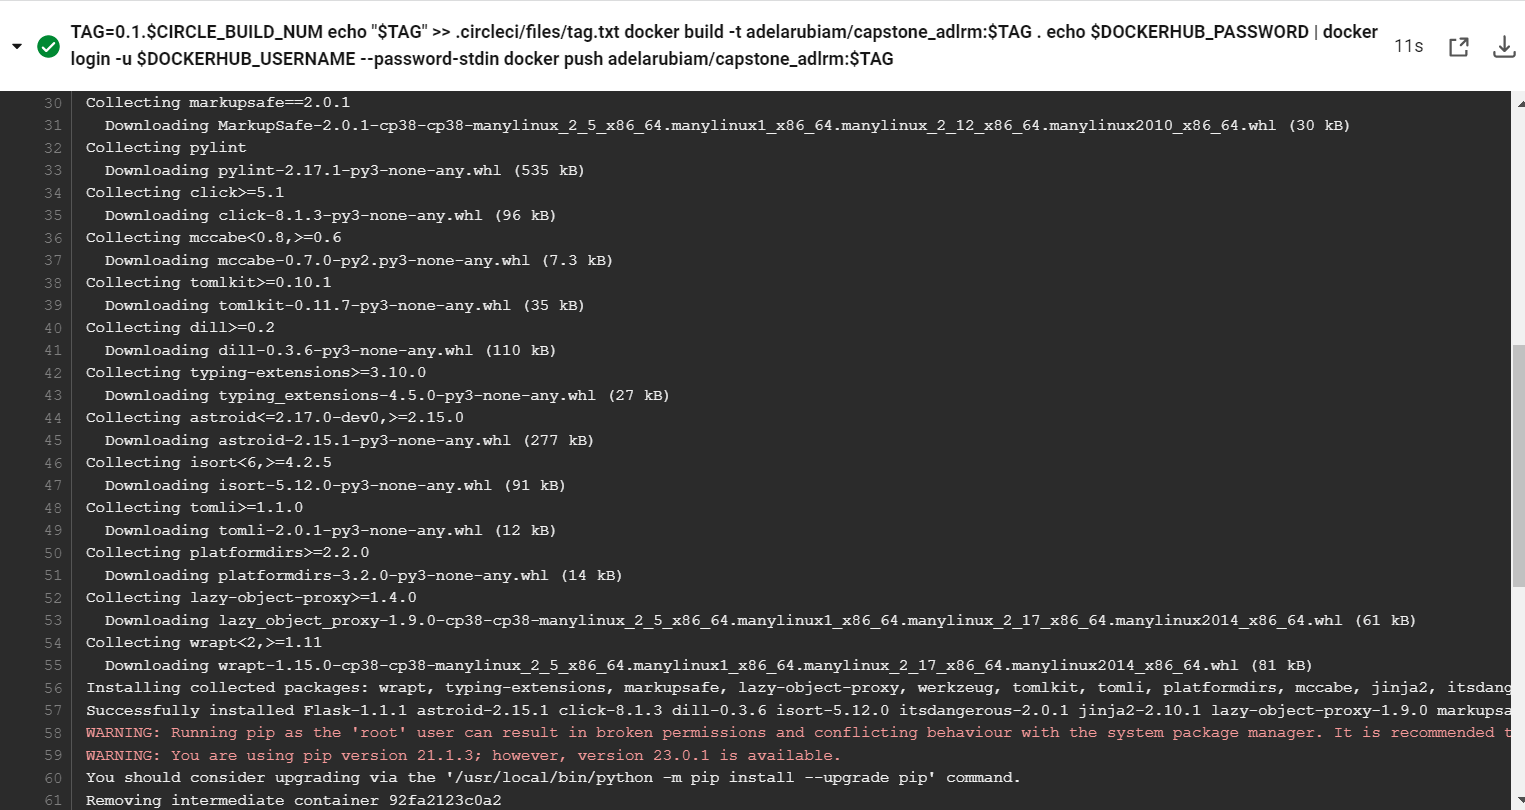 TAG=0.1.$CIRCLE_BUILD_NUM echo "$TAG" >> .circleci/files/tag.txt docker build -t adelarubiam/capstone_adlrm:$TAG . echo $DOCKERHUB_PASSWORD | docker
login -u $DOCKERHUB_USERNAME --password-stdin docker push adelarubiam/capstone_adlrm:$TAG
11s
30 Collecting markupsafe==2.0.1
31 Downloading MarkupSafe-2.0.1-cp38-cp38-manylinux_2_5_x86_64.manylinux1_x86_64.manylinux_2_12_x86_64.manylinux2010_x86_64.whl (30 kB)
32 Collecting pylint
33 Downloading pylint-2.17.1-py3-none-any.whl (535 kB)
34 Collecting click>=5.1
35 Downloading click-8.1.3-py3-none-any.whl (96 kB)
36 Collecting mccabe<0.8,>=0.6
37 Downloading mccabe-0.7.0-py2.py3-none-any.whl (7.3 kB)
38 Collecting tomlkit>=0.10.1
39 Downloading tomlkit-0.11.7-py3-none-any.whl (35 kB)
40 Collecting dill>=0.2
41 Downloading dill-0.3.6-py3-none-any.whl (110 kB)
42 Collecting typing-extensions>=3.10.0
43 Downloading typing_extensions-4.5.0-py3-none-any.whl (27 kB)
44 Collecting astroid<=2.17.0-dev0,>=2.15.0
45 Downloading astroid-2.15.1-py3-none-any.whl (277 kB)
46 Collecting isort<6,>=4.2.5
47 Downloading isort-5.12.0-py3-none-any.whl (91 kB)
48 Collecting tomli>=1.1.0
49 Downloading tomli-2.0.1-py3-none-any.whl (12 kB)
50 Collecting platformdirs>=2.2.0
51 Downloading platformdirs-3.2.0-py3-none-any.whl (14 kB)
52 Collecting lazy-object-proxy>=1.4.0
53 Downloading lazy_object_proxy-1.9.0-cp38-cp38-manylinux_2_5_x86_64.manylinux1_x86_64.manylinux_2_17_x86_64.manylinux2014_x86_64.whl (61 kB)
54 Collecting wrapt<2,>=1.11
55 Downloading wrapt-1.15.0-cp38-cp38-manylinux_2_5_x86_64.manylinux1_x86_64.manylinux_2_17_x86_64.manylinux2014_x86_64.whl (81 kB)
56 Installing collected packages: wrapt, typing-extensions, markupsafe, lazy-object-proxy, werkzeug, tomlkit, tomli, platformdirs, mccabe, jinja2, itsdang
57 Successfully installed Flask-1.1.1 astroid-2.15.1 click-8.1.3 dill-0.3.6 isort-5.12.0 itsdangerous-2.0.1 jinja2-2.10.1 lazy-object-proxy-1.9.0 markupsa
58 WARNING: Running pip as the 'root' user can result in broken permissions and conflicting behaviour with the system package manager. It is recommended t
59 WARNING: You are using pip version 21.1.3; however, version 23.0.1 is available.
60 You should consider upgrading via the '/usr/local/bin/python -m pip install --upgrade pip' command.
61 Removing intermediate container 92fa2123c0a2